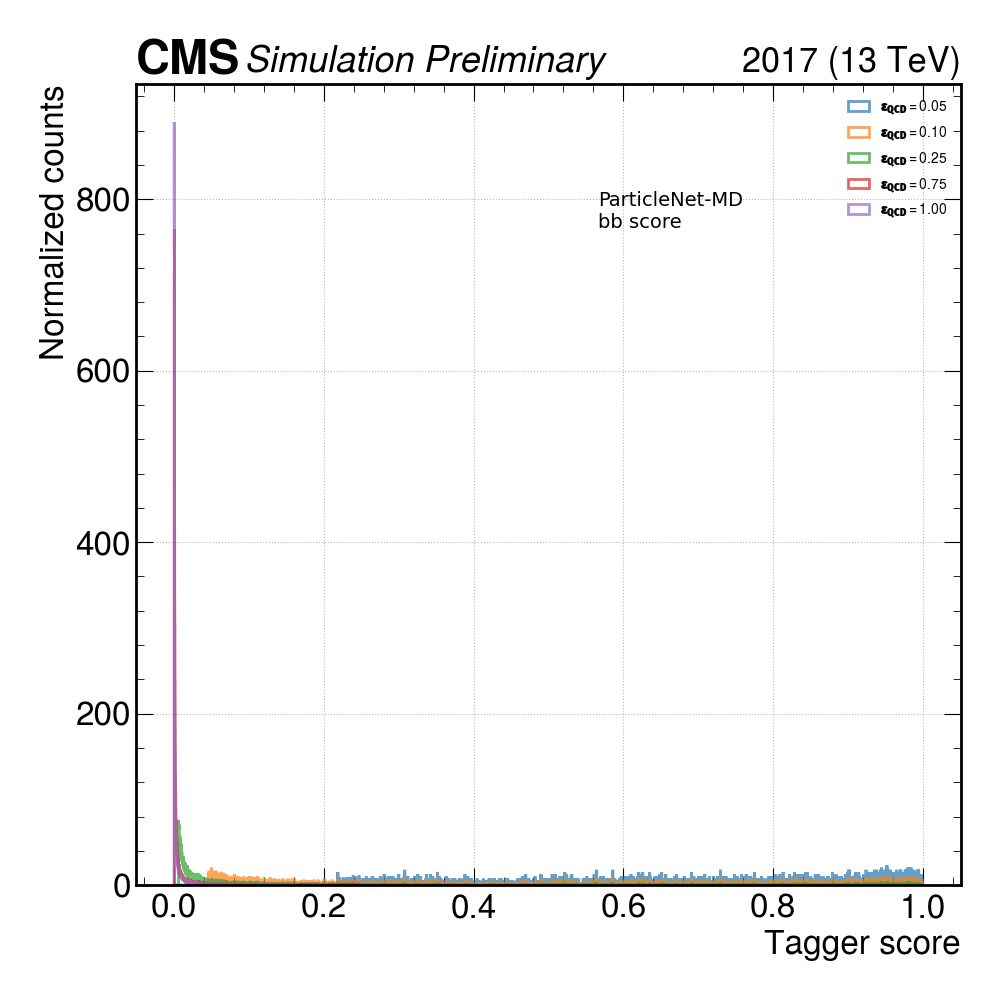 CMS Simulation Preliminary 2017 (13 TeV)
Normalized counts
ε_QCD = 0.05
ε_QCD = 0.10
ε_QCD = 0.25
ε_QCD = 0.75
ε_QCD = 1.00
ParticleNet-MD
bb score
800
600
400
200
0
0.0 0.2 0.4 0.6 0.8 1.0
Tagger score